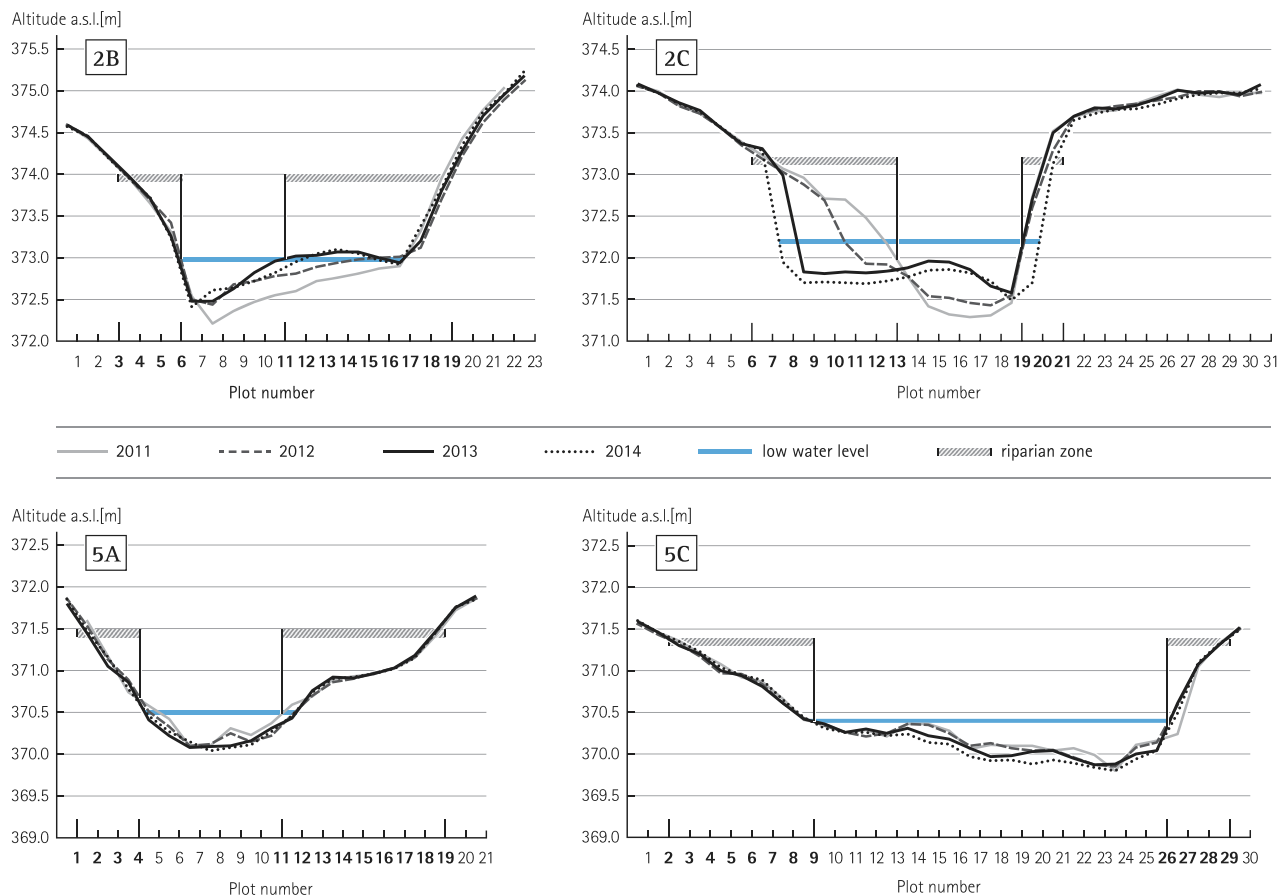 Altitude a.s.l.[m]
2B
375.5
375.0
374.5
374.0
373.5
373.0
372.5
372.0
1 2 3 4 5 6 7 8 9 10 11 12 13 14 15 16 17 18 19 20 21 22 23
Plot number
Altitude a.s.l.[m]
2C
374.5
374.0
373.5
373.0
372.5
372.0
371.5
371.0
1 2 3 4 5 6 7 8 9 10 11 12 13 14 15 16 17 18 19 20 21 22 23 24 25 26 27 28 29 30 31
Plot number
2011 2012 2013 2014 low water level riparian zone
Altitude a.s.l.[m]
5A
372.5
372.0
371.5
371.0
370.5
370.0
369.5
369.0
1 2 3 4 5 6 7 8 9 10 11 12 13 14 15 16 17 18 19 20 21
Plot number
Altitude a.s.l.[m]
5C
372.5
372.0
371.5
371.0
370.5
370.0
369.5
369.0
1 2 3 4 5 6 7 8 9 10 11 12 13 14 15 16 17 18 19 20 21 22 23 24 25 26 27 28 29 30
Plot number